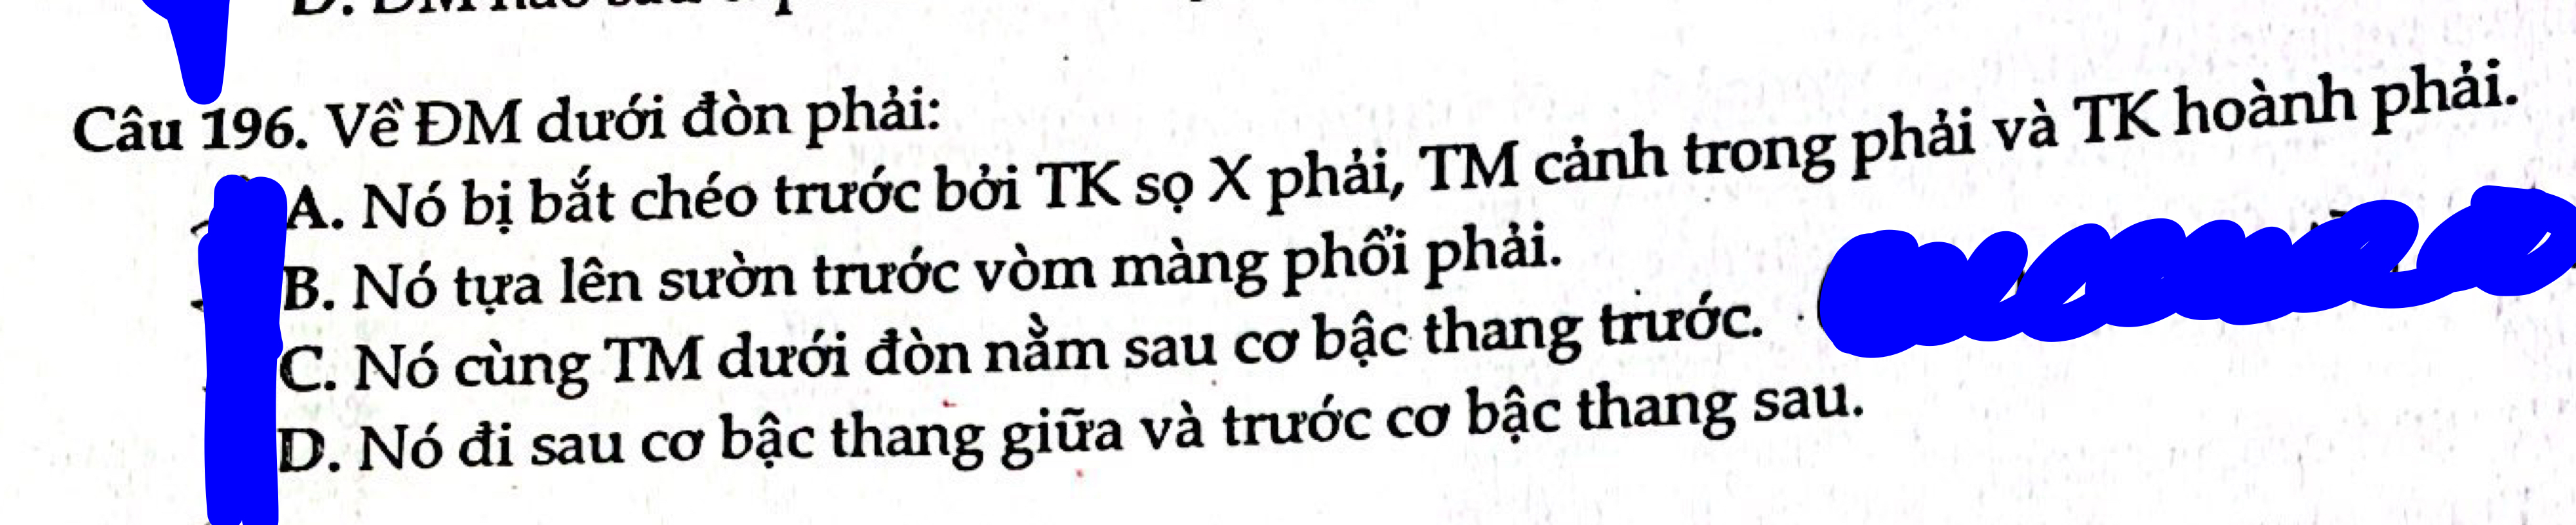 Câu 196. Về ĐM dưới đòn phải:
A. Nó bị bắt chéo trước bởi TK sọ X phải, TM cảnh trong phải và TK hoành phải.
B. Nó tựa lên sườn trước vòm màng phổi phải.
C. Nó cùng TM dưới đòn nằm sau cơ bậc thang trước.
D. Nó đi sau cơ bậc thang giữa và trước cơ bậc thang sau.